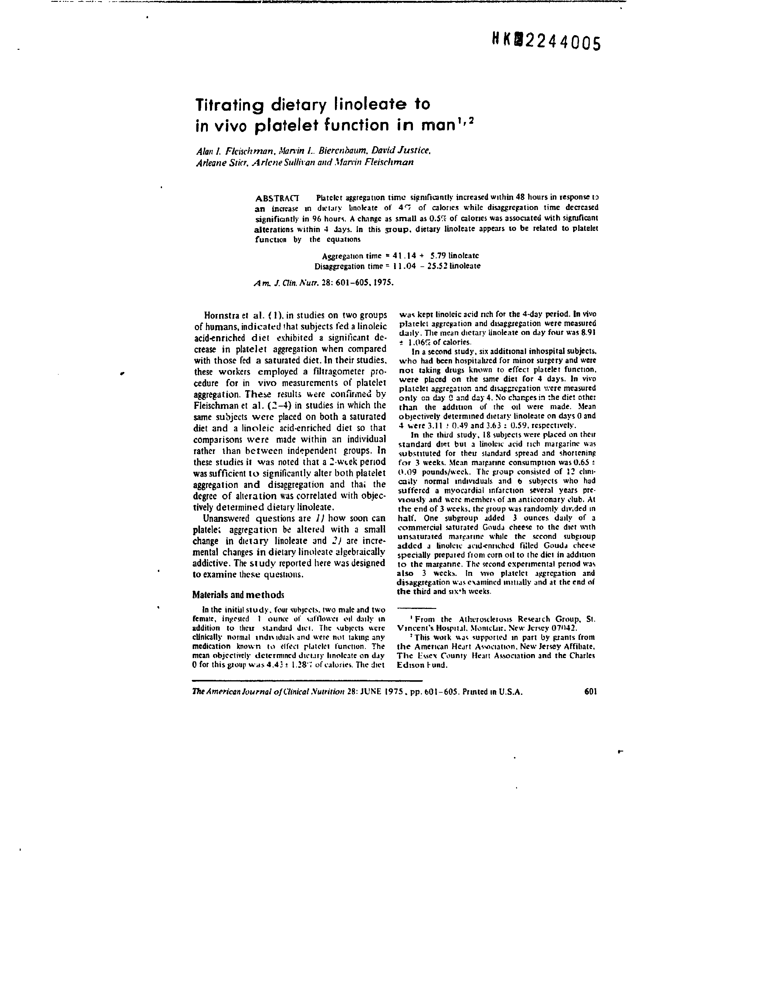 HK2244005
Titrating dietary linoleate to
in vivo platelet function in man¹,²
Alan I. Fleischman, Marvin L. Bierenbaum, David Justice,
Arleane Stier, Arlene Sullivan and Marvin Fleischman
ABSTRACT Platelet aggregation time significantly increased within 48 hours in response to
an increase in dietary linoleate of 4% of calories while disaggregation time decreased
significantly in 96 hours. A change as small as 0.5% of calories was associated with significant
alterations within 4 days. In this group, dietary linoleate appears to be related to platelet
function by the equations
Aggregation time = 41.14 + 5.79 linoleate
Disaggregation time = 11.04 − 25.52 linoleate
Am. J. Clin. Nutr. 28: 601–605, 1975.
Hornstra et al. (1), in studies on two groups
of humans, indicated that subjects fed a linoleic
acid-enriched diet exhibited a significant de-
crease in platelet aggregation when compared
with those fed a saturated diet. In their studies,
these workers employed a filtragometer pro-
cedure for in vivo measurements of platelet
aggregation. These results were confirmed by
Fleischman et al. (2–4) in studies in which the
same subjects were placed on both a saturated
diet and a linoleic acid-enriched diet so that
comparisons were made within an individual
rather than between independent groups. In
these studies it was noted that a 2-week period
was sufficient to significantly alter both platelet
aggregation and disaggregation and that the
degree of alteration was correlated with objec-
tively determined dietary linoleate.
Unanswered questions are 1) how soon can
platelet aggregation be altered with a small
change in dietary linoleate and 2) are incre-
mental changes in dietary linoleate algebraically
addictive. The study reported here was designed
to examine these questions.
Materials and methods
In the initial study, four subjects, two male and two
female, ingested 1 ounce of safflower oil daily in
addition to their standard diet. The subjects were
clinically normal individuals and were not taking any
medication known to effect platelet function. The
mean objectively determined dietary linoleate on day
0 for this group was 4.43 ± 1.28% of calories. The diet
was kept linoleic acid rich for the 4-day period. In vivo
platelet aggregation and disaggregation were measured
daily. The mean dietary linoleate on day four was 8.91
± 1.06% of calories.
In a second study, six additional inhospital subjects,
who had been hospitalized for minor surgery and were
not taking drugs known to effect platelet function,
were placed on the same diet for 4 days. In vivo
platelet aggregation and disaggregation were measured
only on day 0 and day 4. No changes in the diet other
than the addition of the oil were made. Mean
objectively determined dietary linoleate on days 0 and
4 were 3.11 ± 0.49 and 3.63 ± 0.59, respectively.
In the third study, 18 subjects were placed on their
standard diet but a linoleic acid rich margarine was
substituted for their standard spread and shortening
for 3 weeks. Mean margarine consumption was 0.65 ±
0.09 pounds/week. The group consisted of 12 clini-
cally normal individuals and 6 subjects who had
suffered a myocardial infarction several years pre-
viously and were members of an anticoronary club. At
the end of 3 weeks, the group was randomly divided in
half. One subgroup added 3 ounces daily of a
commercial saturated Gouda cheese to the diet with
unsaturated margarine while the second subgroup
added a linoleic acid-enriched filled Gouda cheese
specially prepared from corn oil to the diet in addition
to the margarine. The second experimental period was
also 3 weeks. In vivo platelet aggregation and
disaggregation was examined initially and at the end of
the third and sixth weeks.
¹ From the Atherosclerosis Research Group, St.
Vincent's Hospital, Montclair, New Jersey 07042.
² This work was supported in part by grants from
the American Heart Association, New Jersey Affiliate,
The Essex County Heart Association and the Charles
Edison Fund.
The American Journal of Clinical Nutrition 28: JUNE 1975, pp. 601–605. Printed in U.S.A. 601